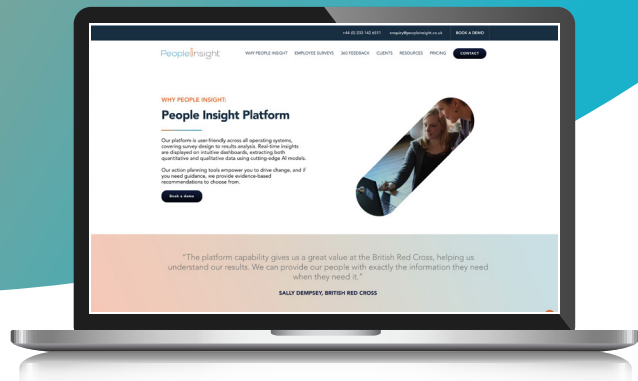 +44 (0) 203 142 6511 enquiry@peopleinsight.co.uk BOOK A DEMO
PeopleInsight WHY PEOPLE INSIGHT EMPLOYEE SURVEYS 360 FEEDBACK CLIENTS RESOURCES PRICING CONTACT
WHY PEOPLE INSIGHT:
People Insight Platform
Our platform is user-friendly across all operating systems,
covering survey design to results analysis. Real-time insights
are displayed on intuitive dashboards, extracting both
quantitative and qualitative data using cutting-edge AI models.
Our action planning tools empower you to drive change, and if
you need guidance, we provide evidence-based
recommendations to choose from.
Book a demo
"The platform capability gives us a great value at the British Red Cross, helping us
understand our results. We can provide our people with exactly the information they need
when they need it."
SALLY DEMPSEY, BRITISH RED CROSS